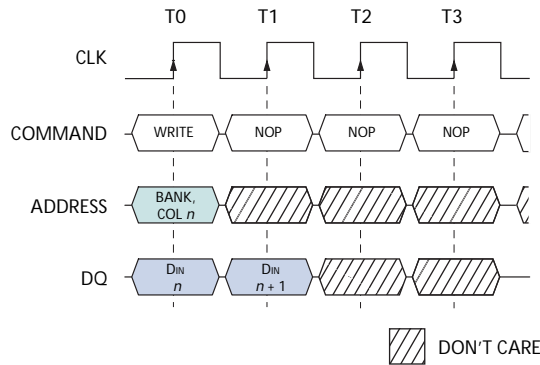 T0 T1 T2 T3
CLK
COMMAND WRITE NOP NOP NOP
ADDRESS BANK,
COL n
DQ DIN
n DIN
n + 1
DON'T CARE